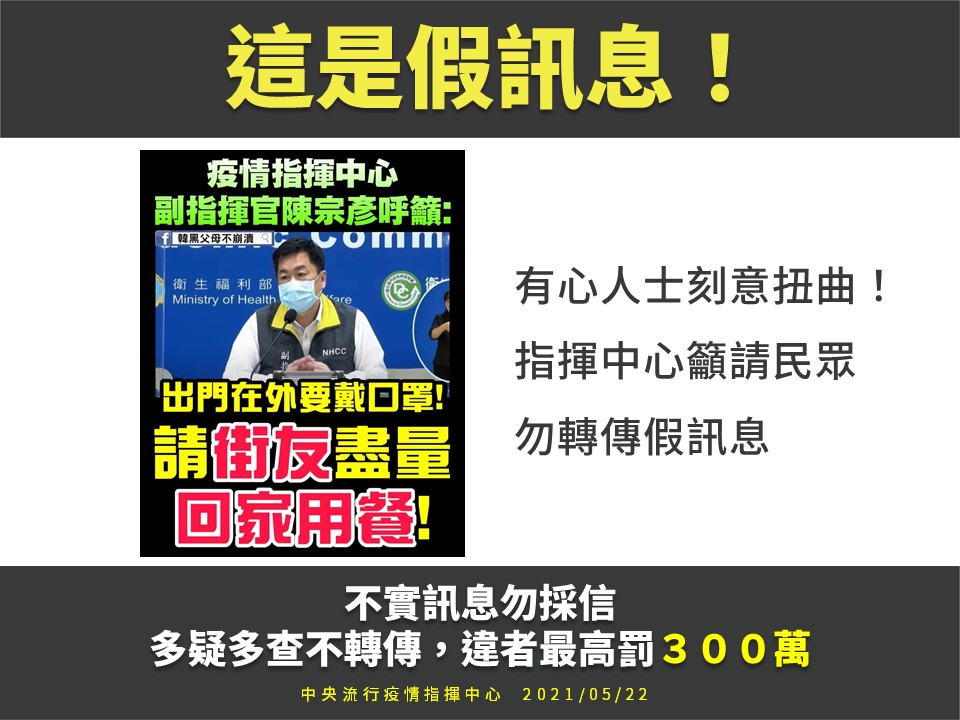 這是假訊息！
疫情指揮中心
副指揮官陳宗彥呼籲:
韓黑父母不崩潰
Comm
衛生福利部
Ministry of Health
fare
衛
CDC
副
NHCC
出門在外要戴口罩!
請街友盡量
回家用餐!
有心人士刻意扭曲！
指揮中心籲請民眾
勿轉傳假訊息
不實訊息勿採信
多疑多查不轉傳，違者最高罰３００萬
中央流行疫情指揮中心 2021/05/22